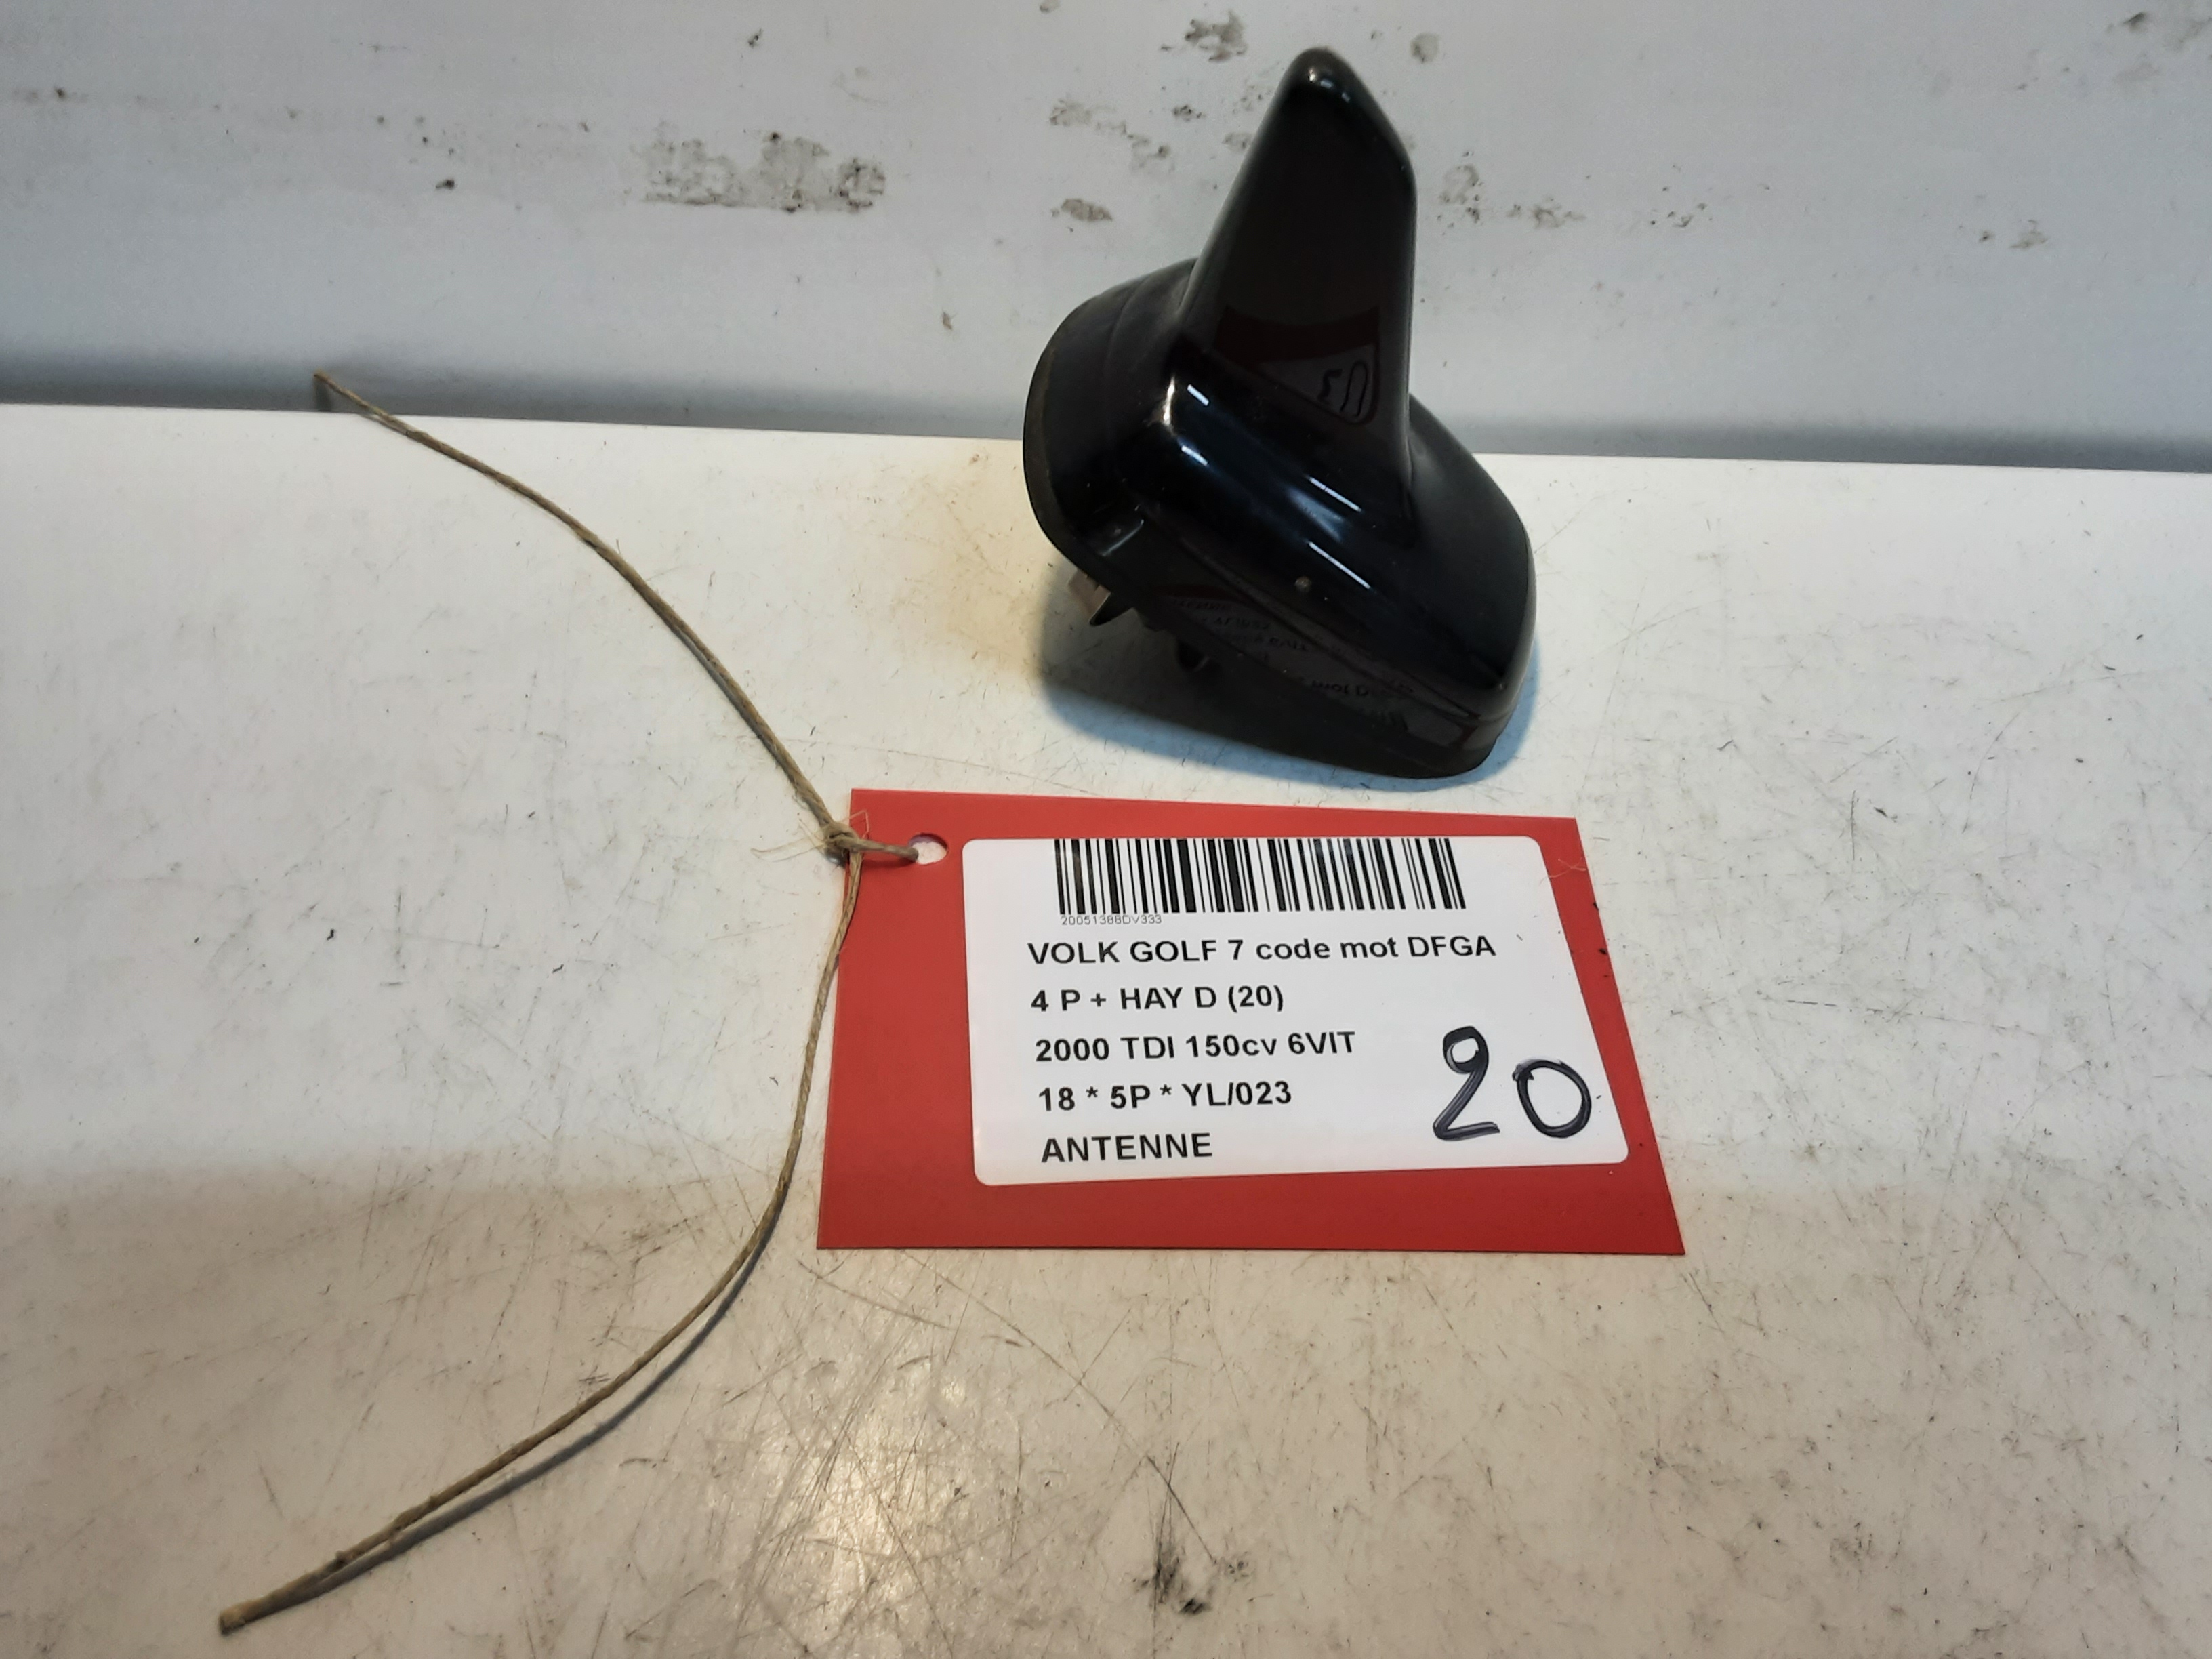 20051388DV333
VOLK GOLF 7 code mot DFGA
4 P + HAY D (20)
2000 TDI 150cv 6VIT
18 * 5P * YL/023
ANTENNE
20